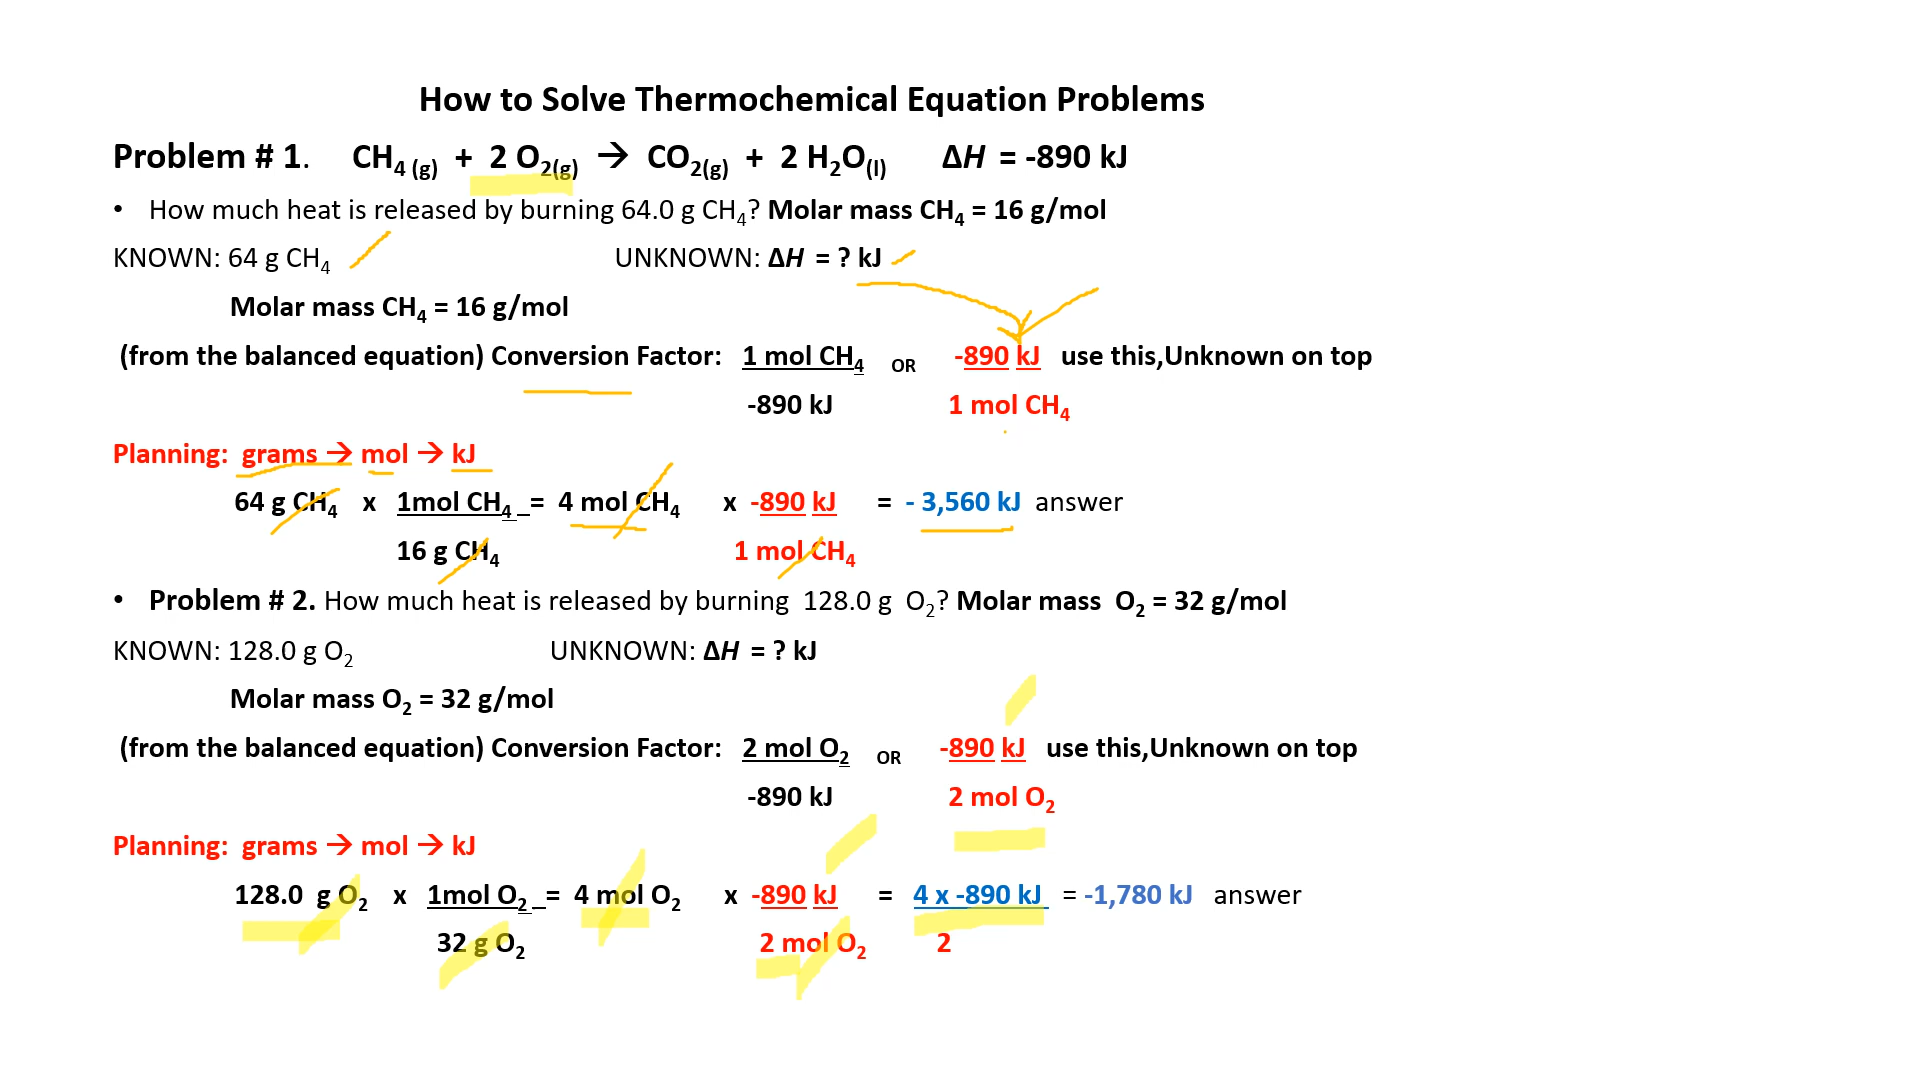 How to Solve Thermochemical Equation Problems
Problem # 1. CH4 (g) + 2 O2(g) → CO2(g) + 2 H2O(l) ΔH = -890 kJ
• How much heat is released by burning 64.0 g CH4? Molar mass CH4 = 16 g/mol
KNOWN: 64 g CH4 UNKNOWN: ΔH = ? kJ
Molar mass CH4 = 16 g/mol
(from the balanced equation) Conversion Factor: 1 mol CH4 OR -890 kJ use this,Unknown on top
-890 kJ 1 mol CH4
Planning: grams → mol → kJ
64 g CH4 x 1mol CH4 _= 4 mol CH4 x -890 kJ = - 3,560 kJ answer
16 g CH4 1 mol CH4
• Problem # 2. How much heat is released by burning 128.0 g O2? Molar mass O2 = 32 g/mol
KNOWN: 128.0 g O2 UNKNOWN: ΔH = ? kJ
Molar mass O2 = 32 g/mol
(from the balanced equation) Conversion Factor: 2 mol O2 OR -890 kJ use this,Unknown on top
-890 kJ 2 mol O2
Planning: grams → mol → kJ
128.0 g O2 x 1mol O2 _= 4 mol O2 x -890 kJ = 4 x -890 kJ = -1,780 kJ answer
32 g O2 2 mol O2 2